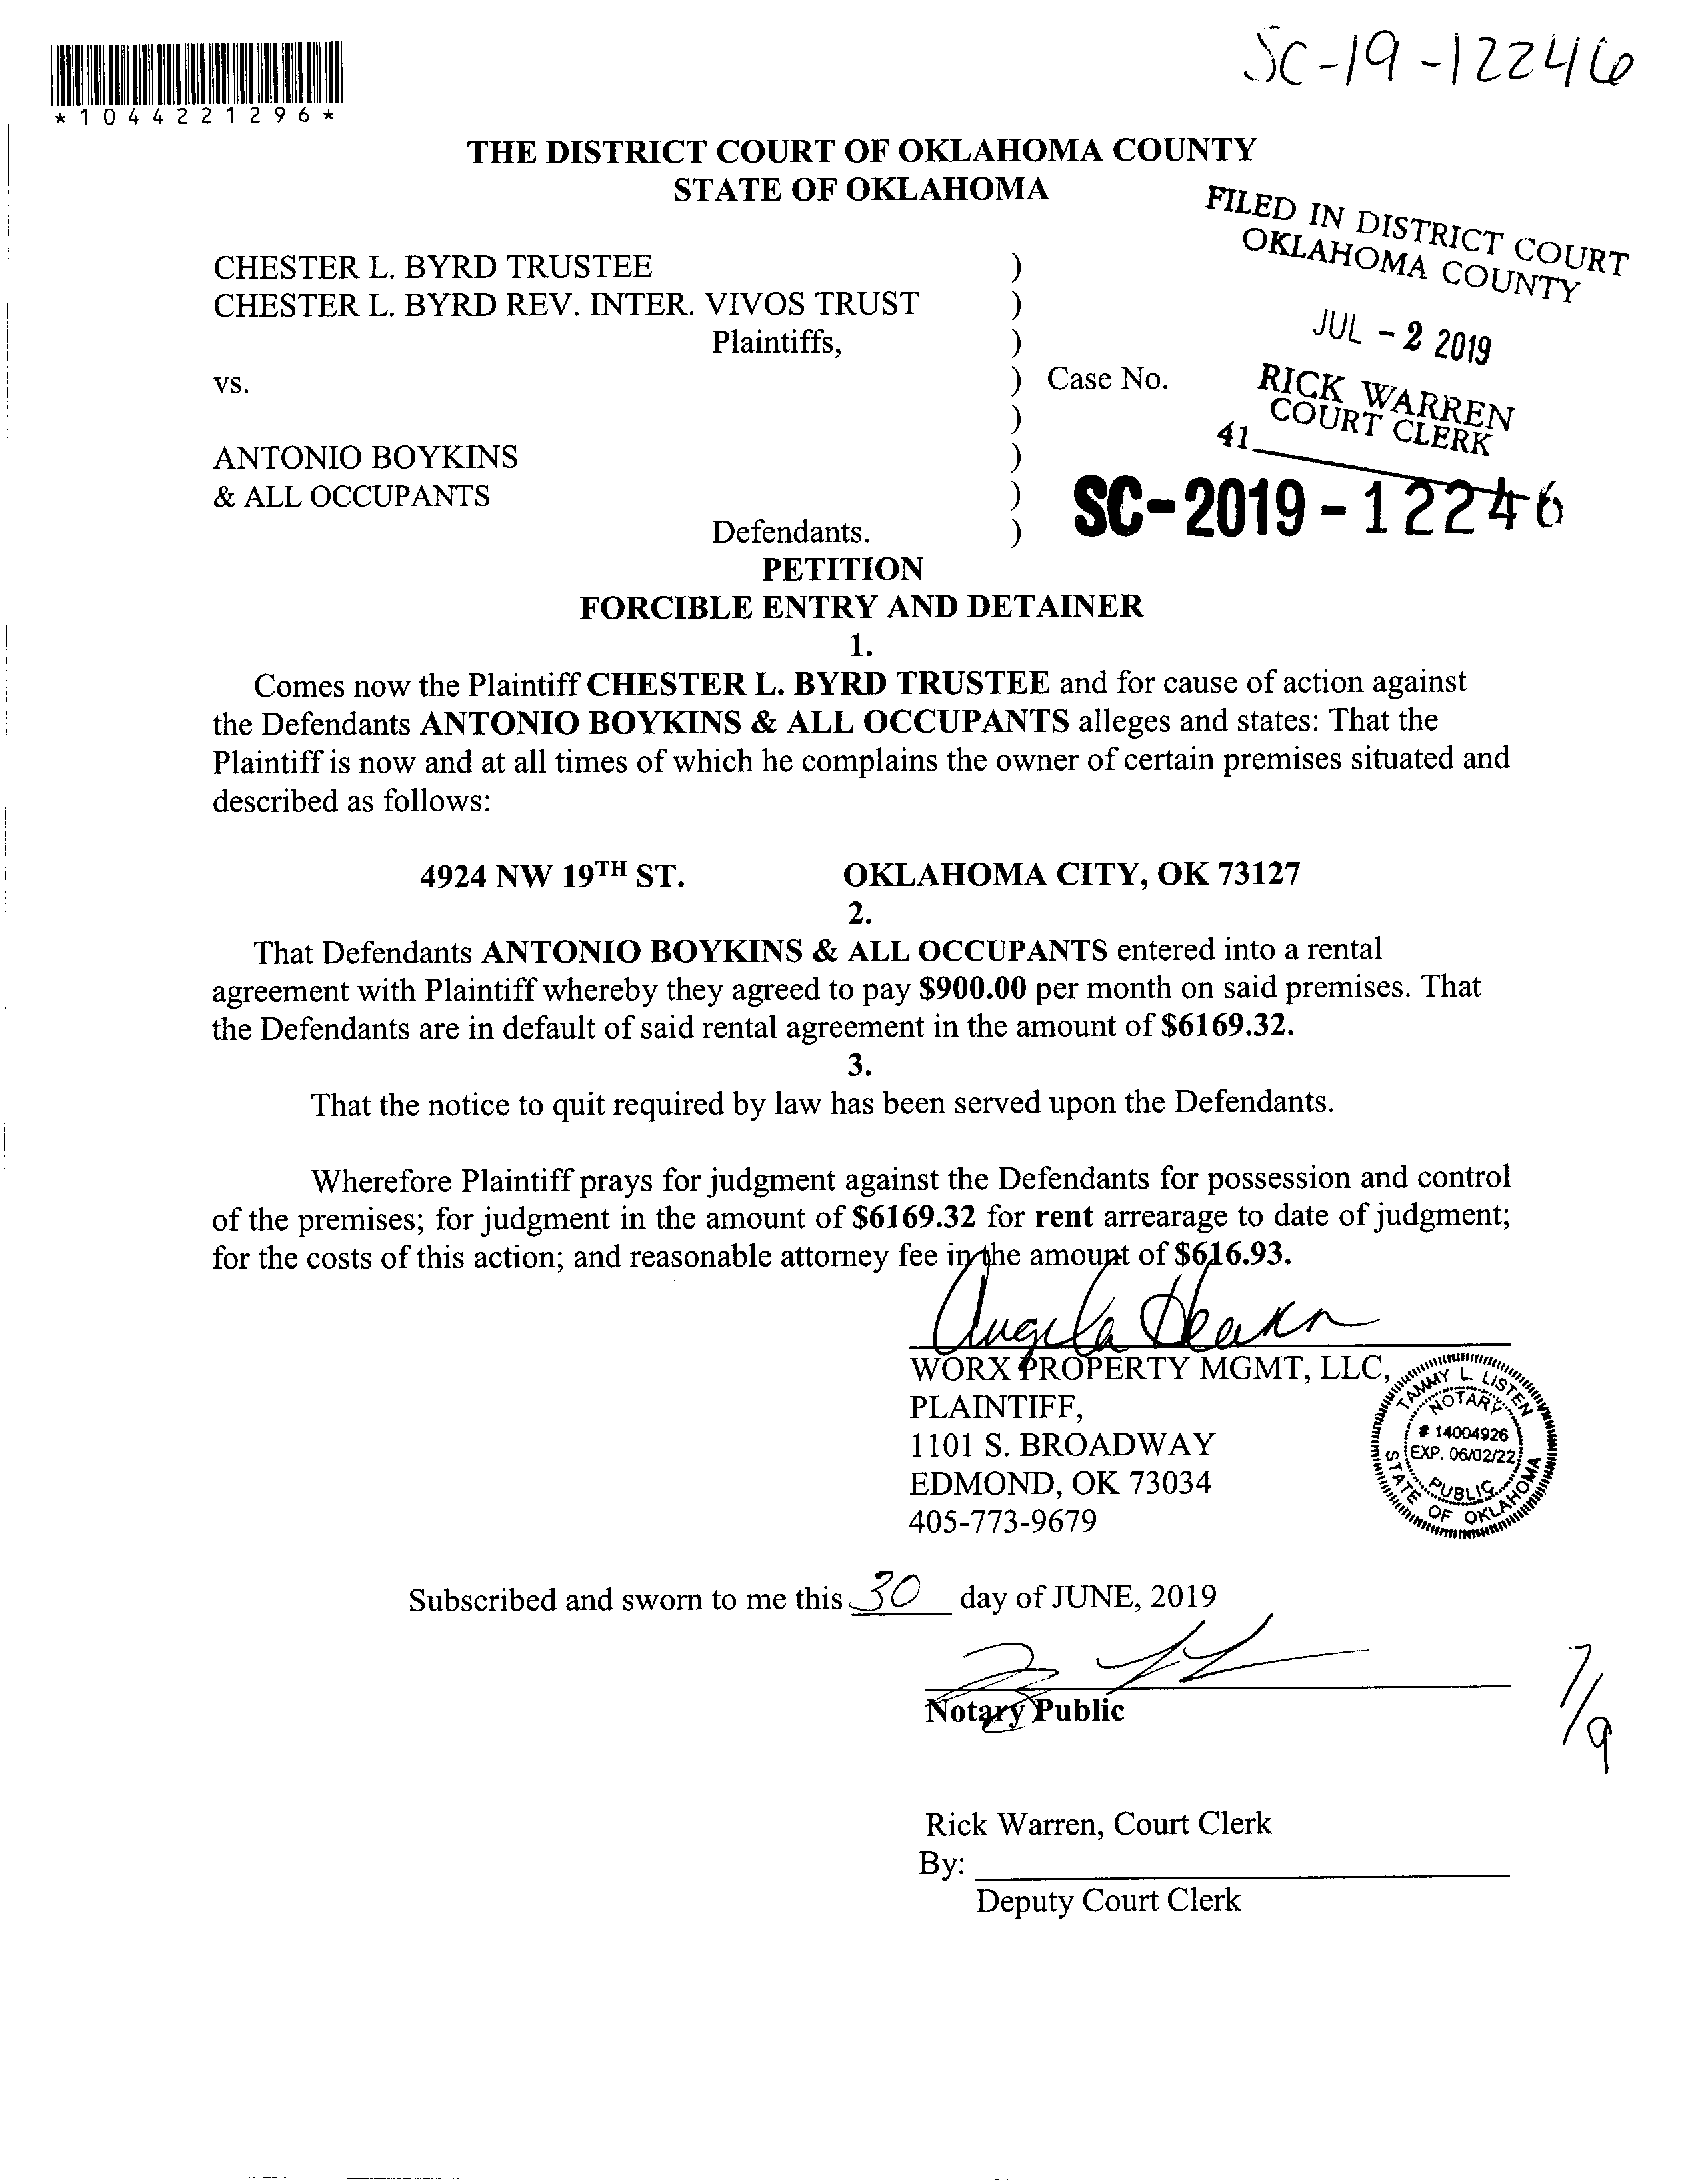 SC-19-12246
*1044221296*
THE DISTRICT COURT OF OKLAHOMA COUNTY
STATE OF OKLAHOMA
FILED IN DISTRICT COURT
OKLAHOMA COUNTY
JUL - 2 2019
RICK WARREN
COURT CLERK
41
CHESTER L. BYRD TRUSTEE )
CHESTER L. BYRD REV. INTER. VIVOS TRUST )
Plaintiffs, )
vs. ) Case No.
)
ANTONIO BOYKINS )
& ALL OCCUPANTS )
SC-2019-12246
Defendants. )
PETITION
FORCIBLE ENTRY AND DETAINER
1.
Comes now the Plaintiff CHESTER L. BYRD TRUSTEE and for cause of action against
the Defendants ANTONIO BOYKINS & ALL OCCUPANTS alleges and states: That the
Plaintiff is now and at all times of which he complains the owner of certain premises situated and
described as follows:
4924 NW 19TH ST. OKLAHOMA CITY, OK 73127
2.
That Defendants ANTONIO BOYKINS & ALL OCCUPANTS entered into a rental
agreement with Plaintiff whereby they agreed to pay $900.00 per month on said premises. That
the Defendants are in default of said rental agreement in the amount of $6169.32.
3.
That the notice to quit required by law has been served upon the Defendants.
Wherefore Plaintiff prays for judgment against the Defendants for possession and control
of the premises; for judgment in the amount of $6169.32 for rent arrearage to date of judgment;
for the costs of this action; and reasonable attorney fee in the amount of $616.93.
Angela Hearn
WORX PROPERTY MGMT, LLC,
PLAINTIFF,
1101 S. BROADWAY
EDMOND, OK 73034
405-773-9679
TAMMY L. LISTEN
NOTARY
# 14004926
EXP. 06/02/22
PUBLIC
STATE OF OKLAHOMA
Subscribed and sworn to me this 30 day of JUNE, 2019
Notary Public
7/9
Rick Warren, Court Clerk
By:
Deputy Court Clerk